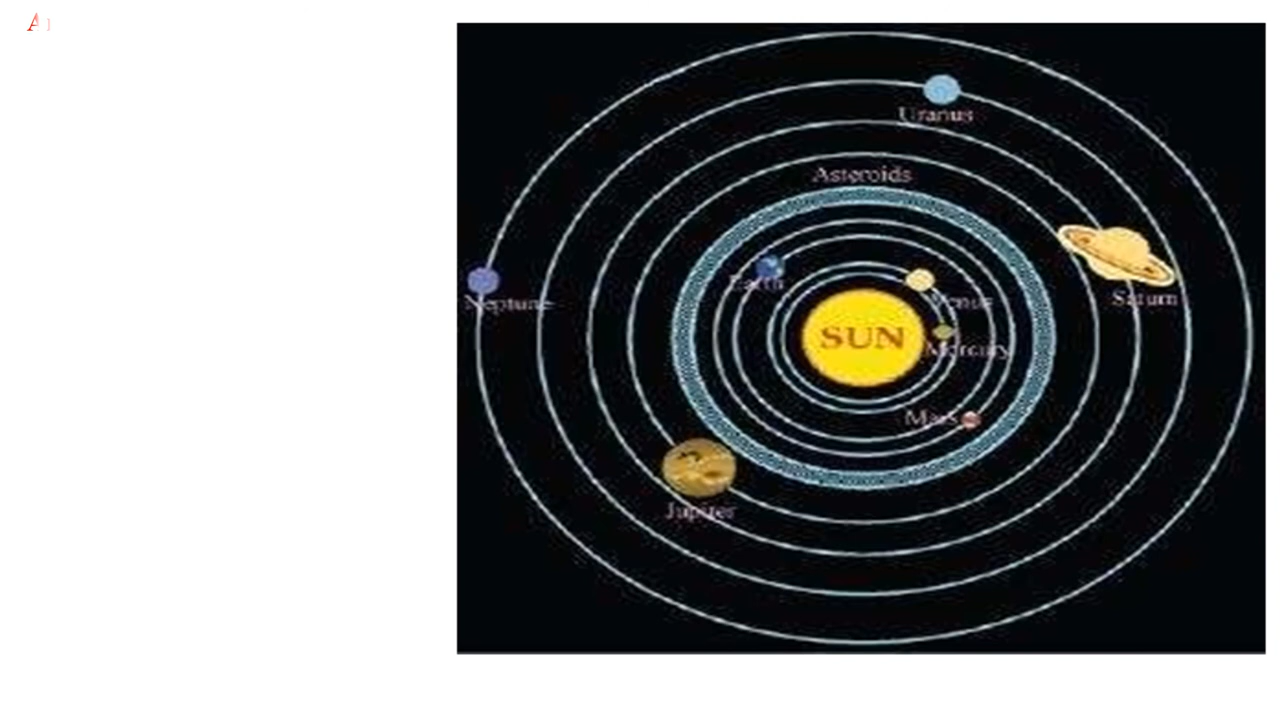 Uranus
Asteroids
Earth
Neptune
Venus
Saturn
SUN
Mercury
Mars
Jupiter